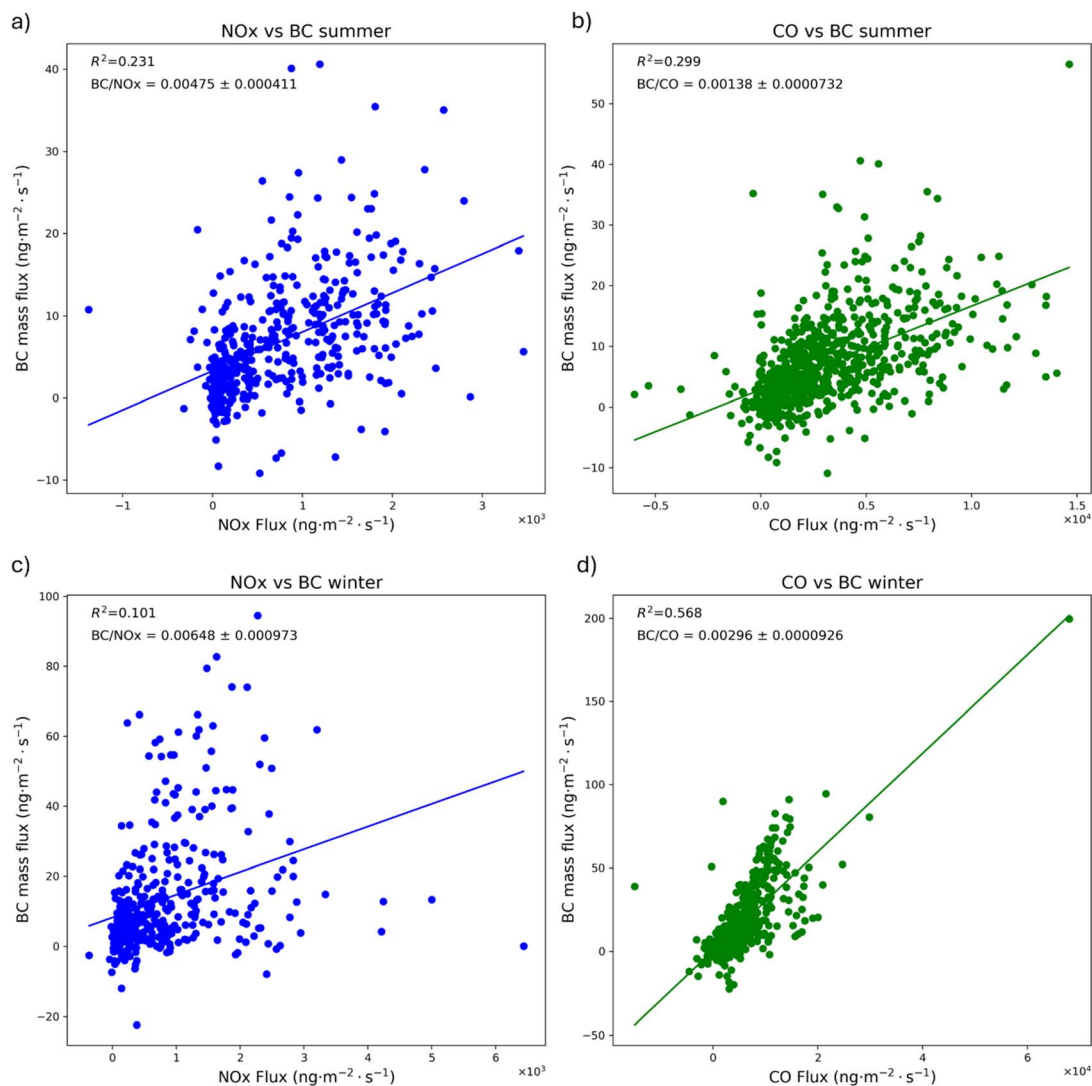 a)
NOx vs BC summer
R²=0.231
BC/NOx = 0.00475 ± 0.000411
40
30
20
10
0
−10
BC mass flux (ng·m⁻²·s⁻¹)
−1 0 1 2 3
×10³
NOx Flux (ng·m⁻²·s⁻¹)
b)
CO vs BC summer
R²=0.299
BC/CO = 0.00138 ± 0.0000732
50
40
30
20
10
0
−10
BC mass flux (ng·m⁻²·s⁻¹)
−0.5 0.0 0.5 1.0 1.5
×10⁴
CO Flux (ng·m⁻²·s⁻¹)
c)
NOx vs BC winter
R²=0.101
BC/NOx = 0.00648 ± 0.000973
100
80
60
40
20
0
−20
BC mass flux (ng·m⁻²·s⁻¹)
0 1 2 3 4 5 6
×10³
NOx Flux (ng·m⁻²·s⁻¹)
d)
CO vs BC winter
R²=0.568
BC/CO = 0.00296 ± 0.0000926
200
150
100
50
0
−50
BC mass flux (ng·m⁻²·s⁻¹)
0 2 4 6
×10⁴
CO Flux (ng·m⁻²·s⁻¹)